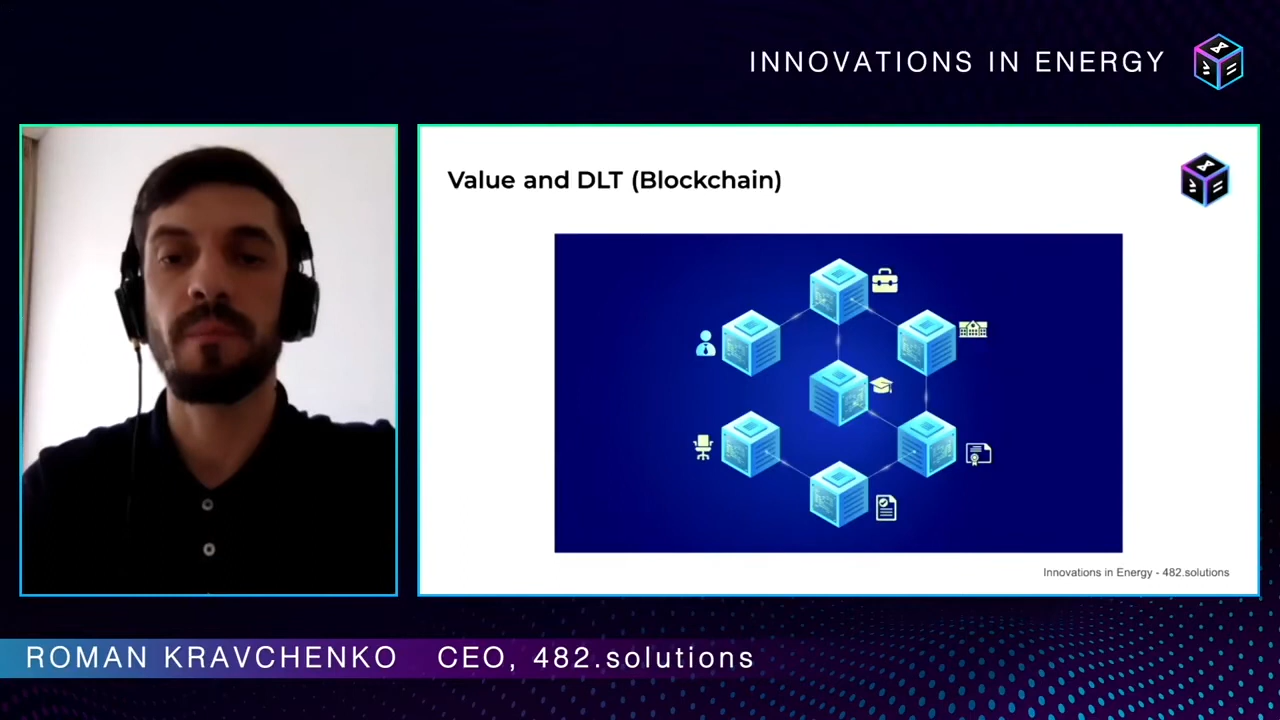 INNOVATIONS IN ENERGY
Value and DLT (Blockchain)
Innovations in Energy - 482.solutions
ROMAN KRAVCHENKO CEO, 482.solutions